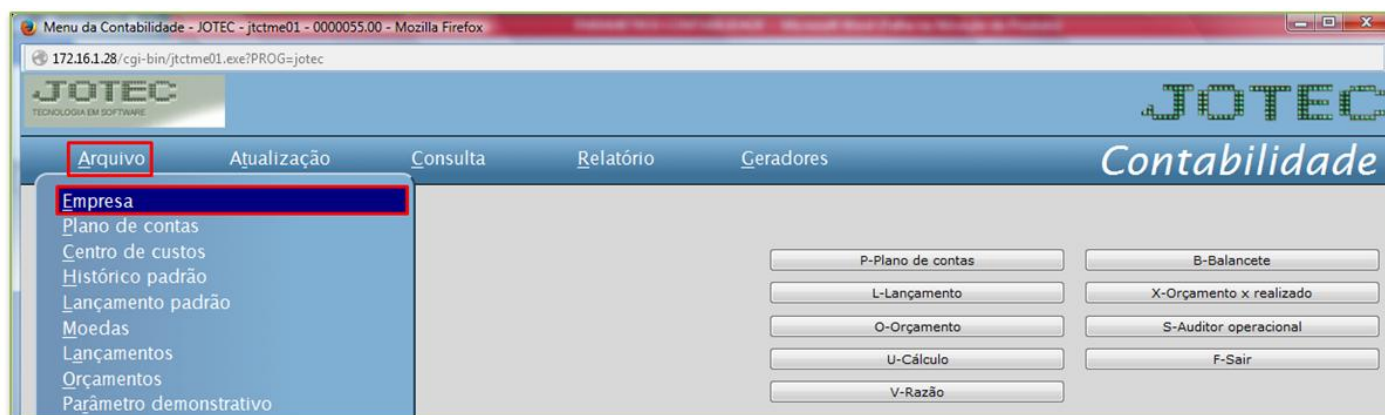 Menu da Contabilidade - JOTEC - jtctme01 - 0000055.00 - Mozilla Firefox
172.16.1.28/cgi-bin/jtctme01.exe?PROG=jotec
JOTEC
TECNOLOGIA EM SOFTWARE
JOTEC
Arquivo Atualização Consulta Relatório Geradores Contabilidade
Empresa
Plano de contas
Centro de custos
Histórico padrão
Lançamento padrão
Moedas
Lançamentos
Orçamentos
Parâmetro demonstrativo
P-Plano de contas B-Balancete
L-Lançamento X-Orçamento x realizado
O-Orçamento S-Auditor operacional
U-Cálculo F-Sair
V-Razão